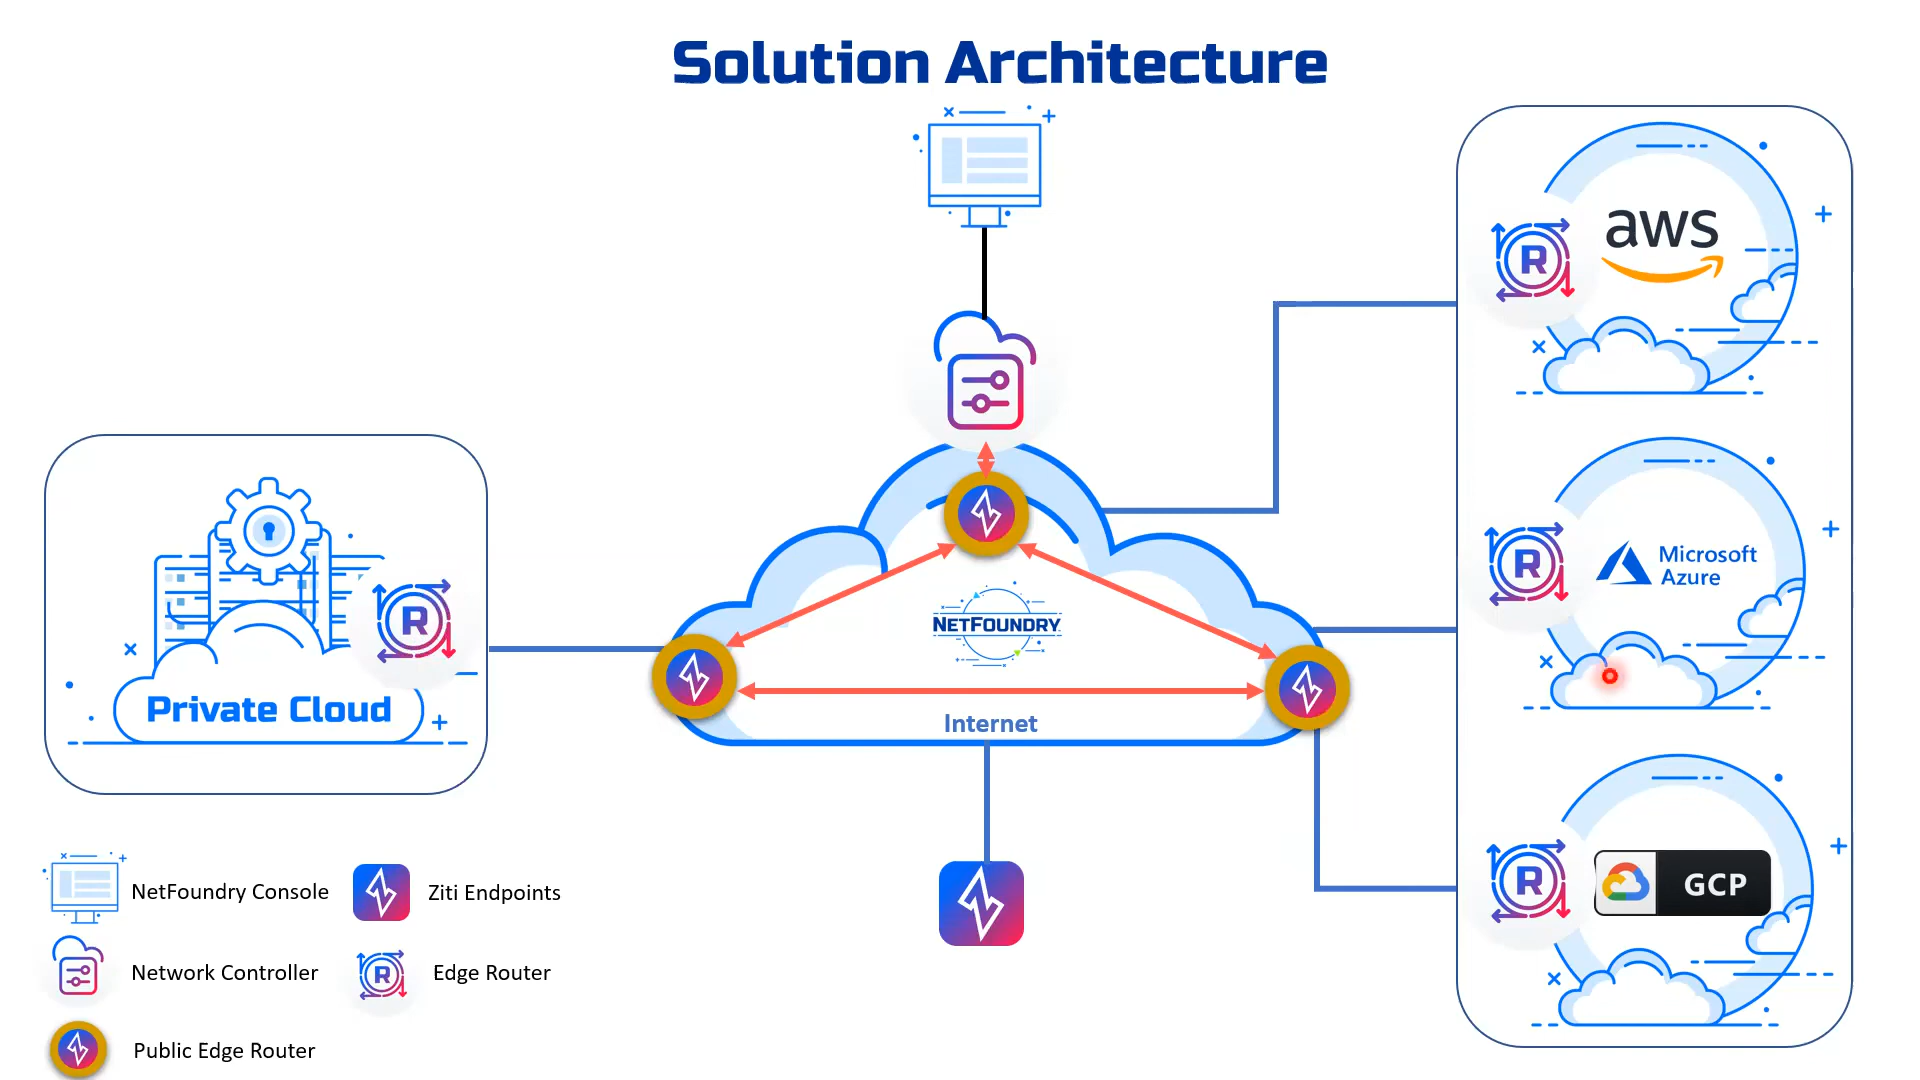 Solution Architecture
aws
R
Microsoft
Azure
R
GCP
R
Private Cloud
R
NETFOUNDRY
Internet
NetFoundry Console
Ziti Endpoints
Network Controller
R
Edge Router
Public Edge Router